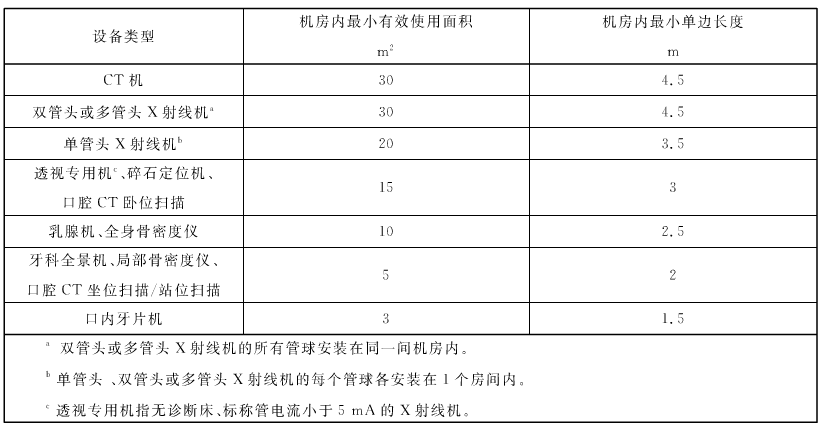 设备类型
机房内最小有效使用面积
m²
机房内最小单边长度
m
CT 机
30
4.5
双管头或多管头 X 射线机ᵃ
30
4.5
单管头 X 射线机ᵇ
20
3.5
透视专用机ᶜ、碎石定位机、
口腔 CT 卧位扫描
15
3
乳腺机、全身骨密度仪
10
2.5
牙科全景机、局部骨密度仪、
口腔 CT 坐位扫描/站位扫描
5
2
口内牙片机
3
1.5
ᵃ 双管头或多管头 X 射线机的所有管球安装在同一间机房内。
ᵇ 单管头 、双管头或多管头 X 射线机的每个管球各安装在 1 个房间内。
ᶜ 透视专用机指无诊断床、标称管电流小于 5 mA 的 X 射线机。